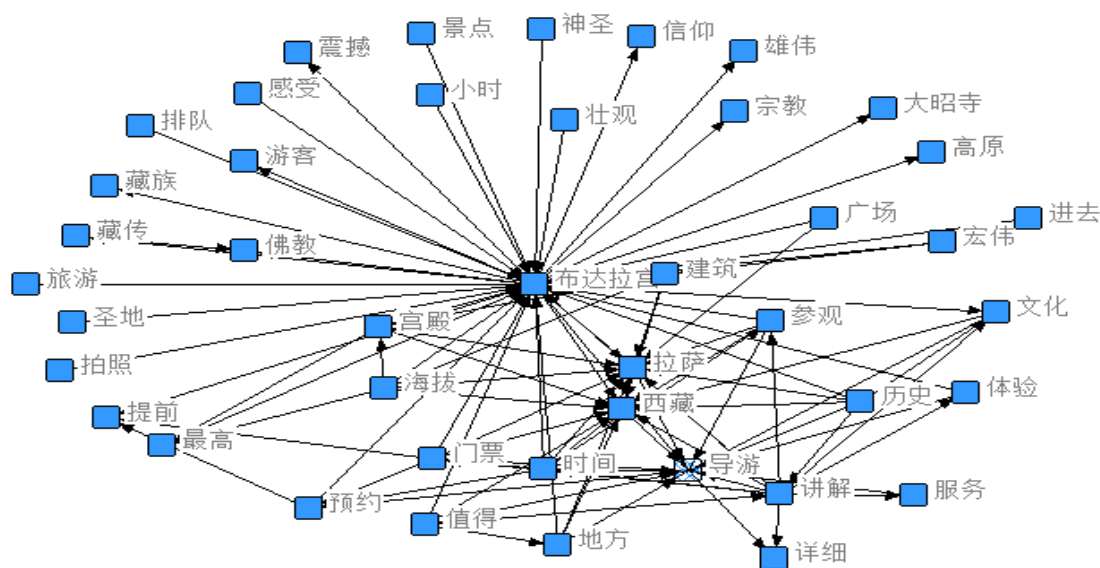 景点
神圣
信仰
震撼
雄伟
感受
小时
壮观
宗教
大昭寺
排队
游客
高原
藏族
广场
进去
藏传
佛教
宏伟
旅游
布达拉宫
建筑
圣地
宫殿
参观
文化
拍照
海拔
拉萨
提前
西藏
历史
体验
最高
门票
时间
导游
预约
值得
讲解
服务
地方
详细